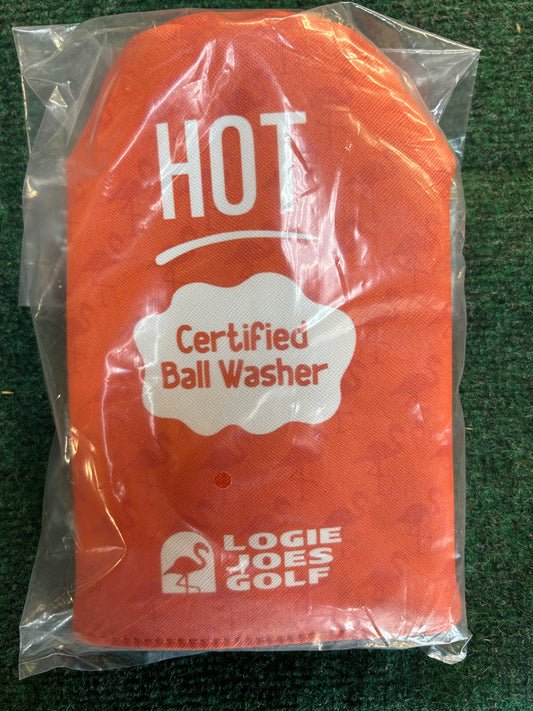 HOT
Certified
Ball Washer
LOGIE
JOES
GOLF